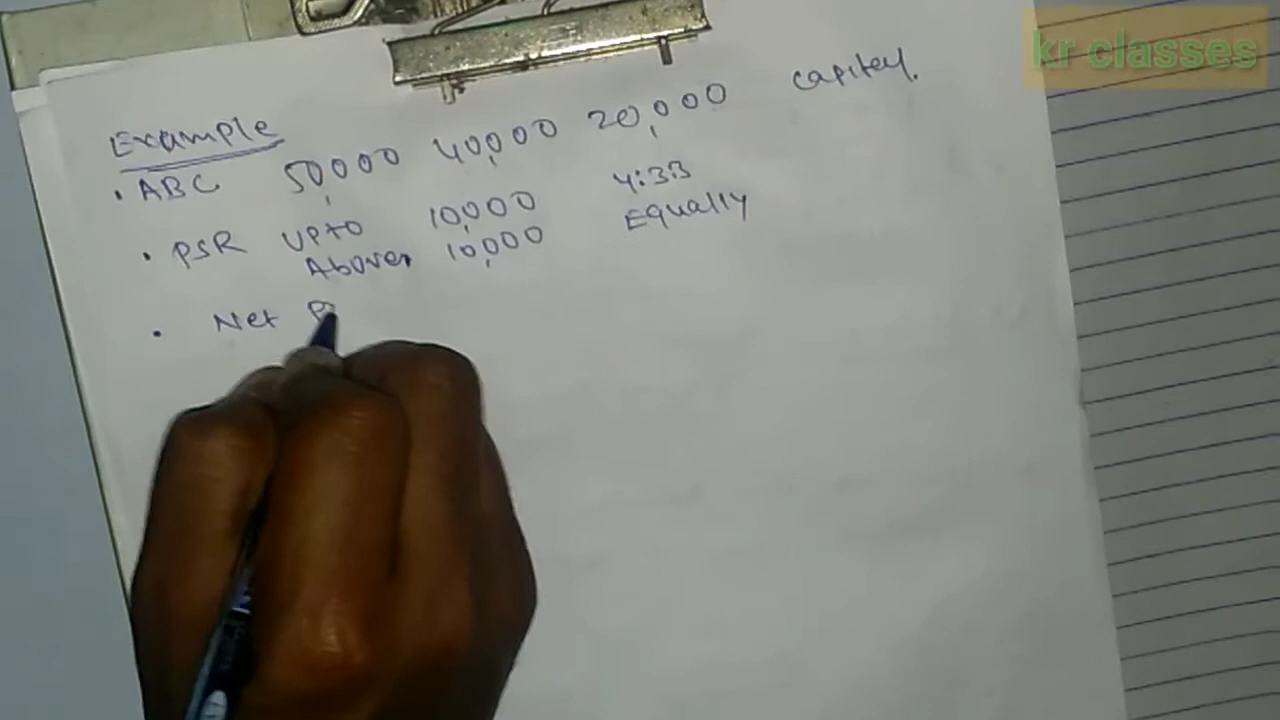 kr classes
Example
• ABC 50,000 40,000 20,000 capital.
• PSR upto 10,000 4:3:3
Above 10,000 Equally
• Net P